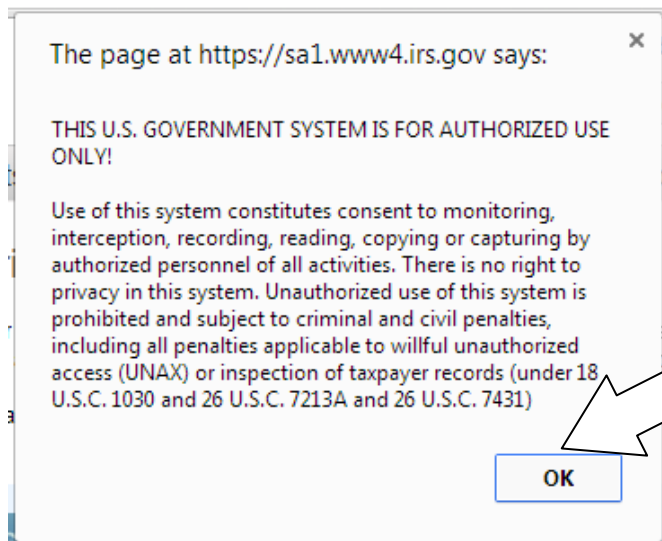 The page at https://sa1.www4.irs.gov says:
×
THIS U.S. GOVERNMENT SYSTEM IS FOR AUTHORIZED USE
ONLY!
Use of this system constitutes consent to monitoring,
interception, recording, reading, copying or capturing by
authorized personnel of all activities. There is no right to
privacy in this system. Unauthorized use of this system is
prohibited and subject to criminal and civil penalties,
including all penalties applicable to willful unauthorized
access (UNAX) or inspection of taxpayer records (under 18
U.S.C. 1030 and 26 U.S.C. 7213A and 26 U.S.C. 7431)
OK